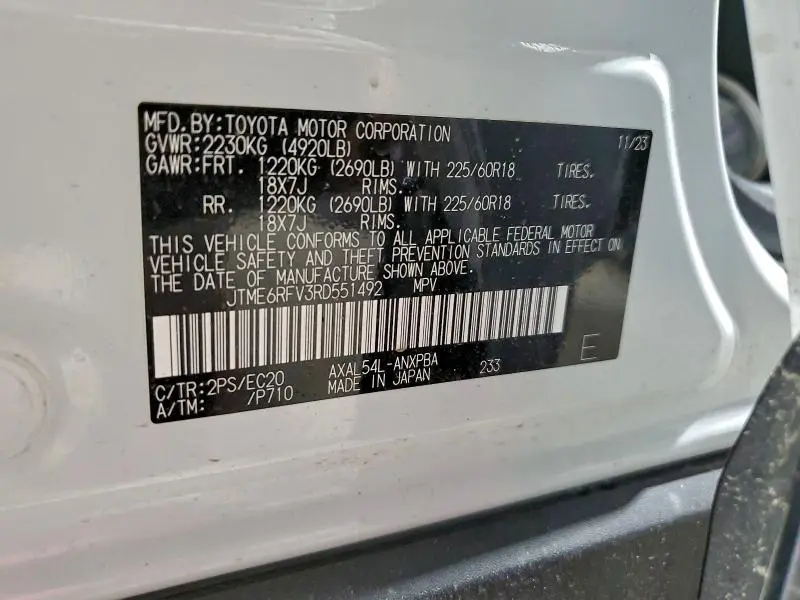 MFD.BY:TOYOTA MOTOR CORPORATION 11/23
GVWR:2230KG (4920LB)
GAWR:FRT. 1220KG (2690LB) WITH 225/60R18 TIRES.
18X7J RIMS.
RR. 1220KG (2690LB) WITH 225/60R18 TIRES.
18X7J RIMS.
THIS VEHICLE CONFORMS TO ALL APPLICABLE FEDERAL MOTOR
VEHICLE SAFETY AND THEFT PREVENTION STANDARDS IN EFFECT ON
THE DATE OF MANUFACTURE SHOWN ABOVE.
JTME6RFV3RD551492 MPV
C/TR:2PS/EC20 AXAL54L-ANXPBA 233 E
A/TM: /P710 MADE IN JAPAN